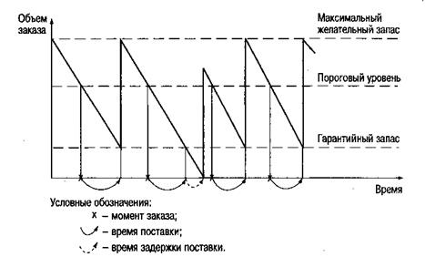 Объем
заказа
Максимальный
желательный запас
Пороговый уровень
Гарантийный запас
Время
Условные обозначения:
x – момент заказа;
– время поставки;
– время задержки поставки.